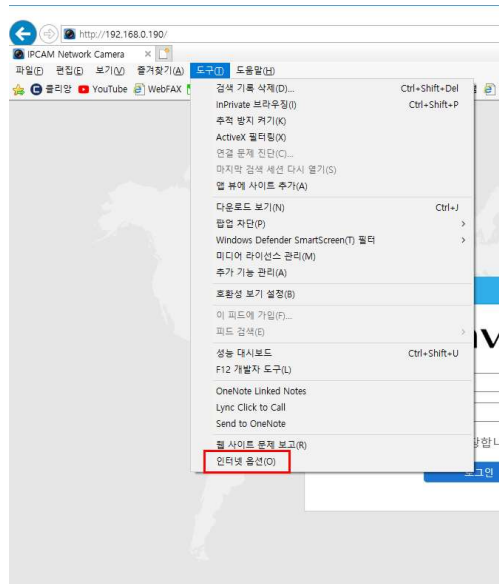 http://192.168.0.190/
IPCAM Network Camera
파일(F) 편집(E) 보기(V) 즐겨찾기(A) 도구(T) 도움말(H)
쿨리앙 YouTube WebFAX
검색 기록 삭제(D)... Ctrl+Shift+Del
InPrivate 브라우징(I) Ctrl+Shift+P
추적 방지 켜기(K)
ActiveX 필터링(X)
연결 문제 진단(C)...
마지막 검색 세션 다시 열기(S)
앱 뷰에 사이트 추가(A)
다운로드 보기(N) Ctrl+J
팝업 차단(P)
Windows Defender SmartScreen(T) 필터
미디어 라이선스 관리(M)
추가 기능 관리(A)
호환성 보기 설정(B)
이 피드에 가입(F)...
피드 검색(E)
성능 대시보드 Ctrl+Shift+U
F12 개발자 도구(L)
OneNote Linked Notes
Lync Click to Call
Send to OneNote
웹 사이트 문제 보고(R)
인터넷 옵션(O)